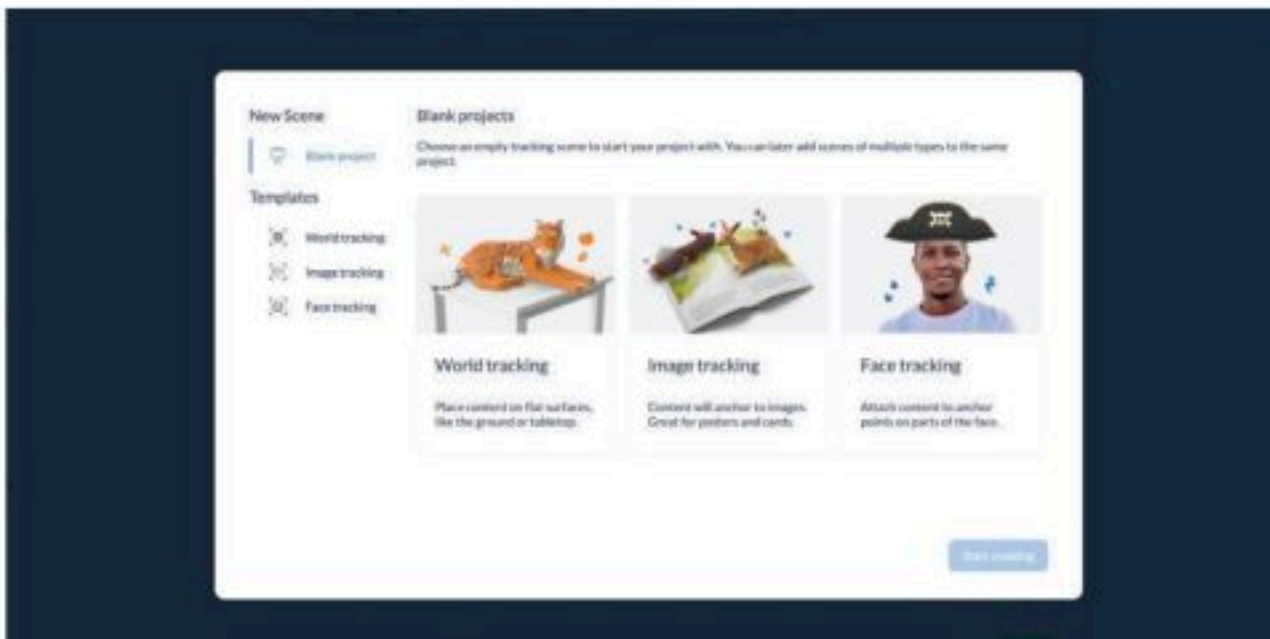 New Scene
Blank project
Templates
World tracking
Image tracking
Face tracking
Blank projects
Choose an empty tracking scene to start your project with. You can later add scenes of multiple types to the same
project.
World tracking
Place content on flat surfaces,
like the ground or tabletop.
Image tracking
Content will anchor to images.
Great for posters and cards.
Face tracking
Attach content to anchor
points on parts of the face.
Start creating